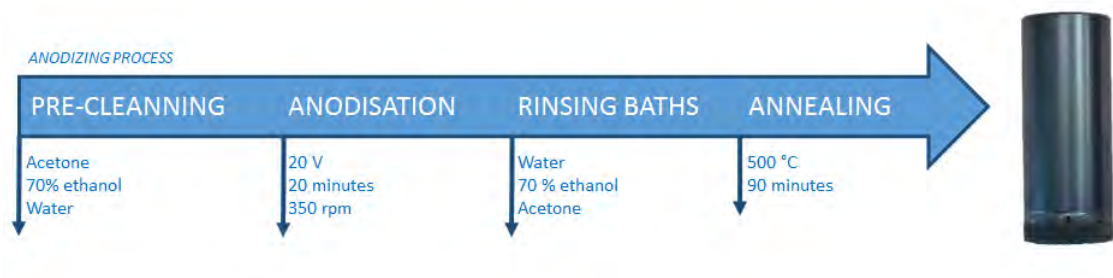 ANODIZING PROCESS
PRE-CLEANNING
ANODISATION
RINSING BATHS
ANNEALING
Acetone
70% ethanol
Water
20 V
20 minutes
350 rpm
Water
70 % ethanol
Acetone
500 °C
90 minutes